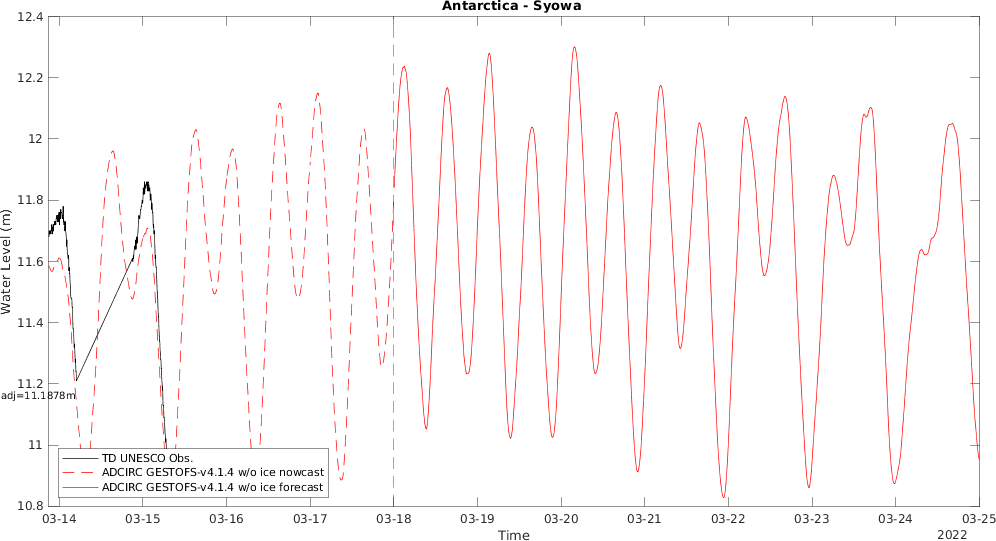 Antarctica - Syowa
12.4
12.2
12
11.8
11.6
11.4
11.2
11
10.8
Water Level (m)
adj=11.1878m
TD UNESCO Obs.
ADCIRC GESTOFS-v4.1.4 w/o ice nowcast
ADCIRC GESTOFS-v4.1.4 w/o ice forecast
03-14 03-15 03-16 03-17 03-18 03-19 03-20 03-21 03-22 03-23 03-24 03-25
Time
2022